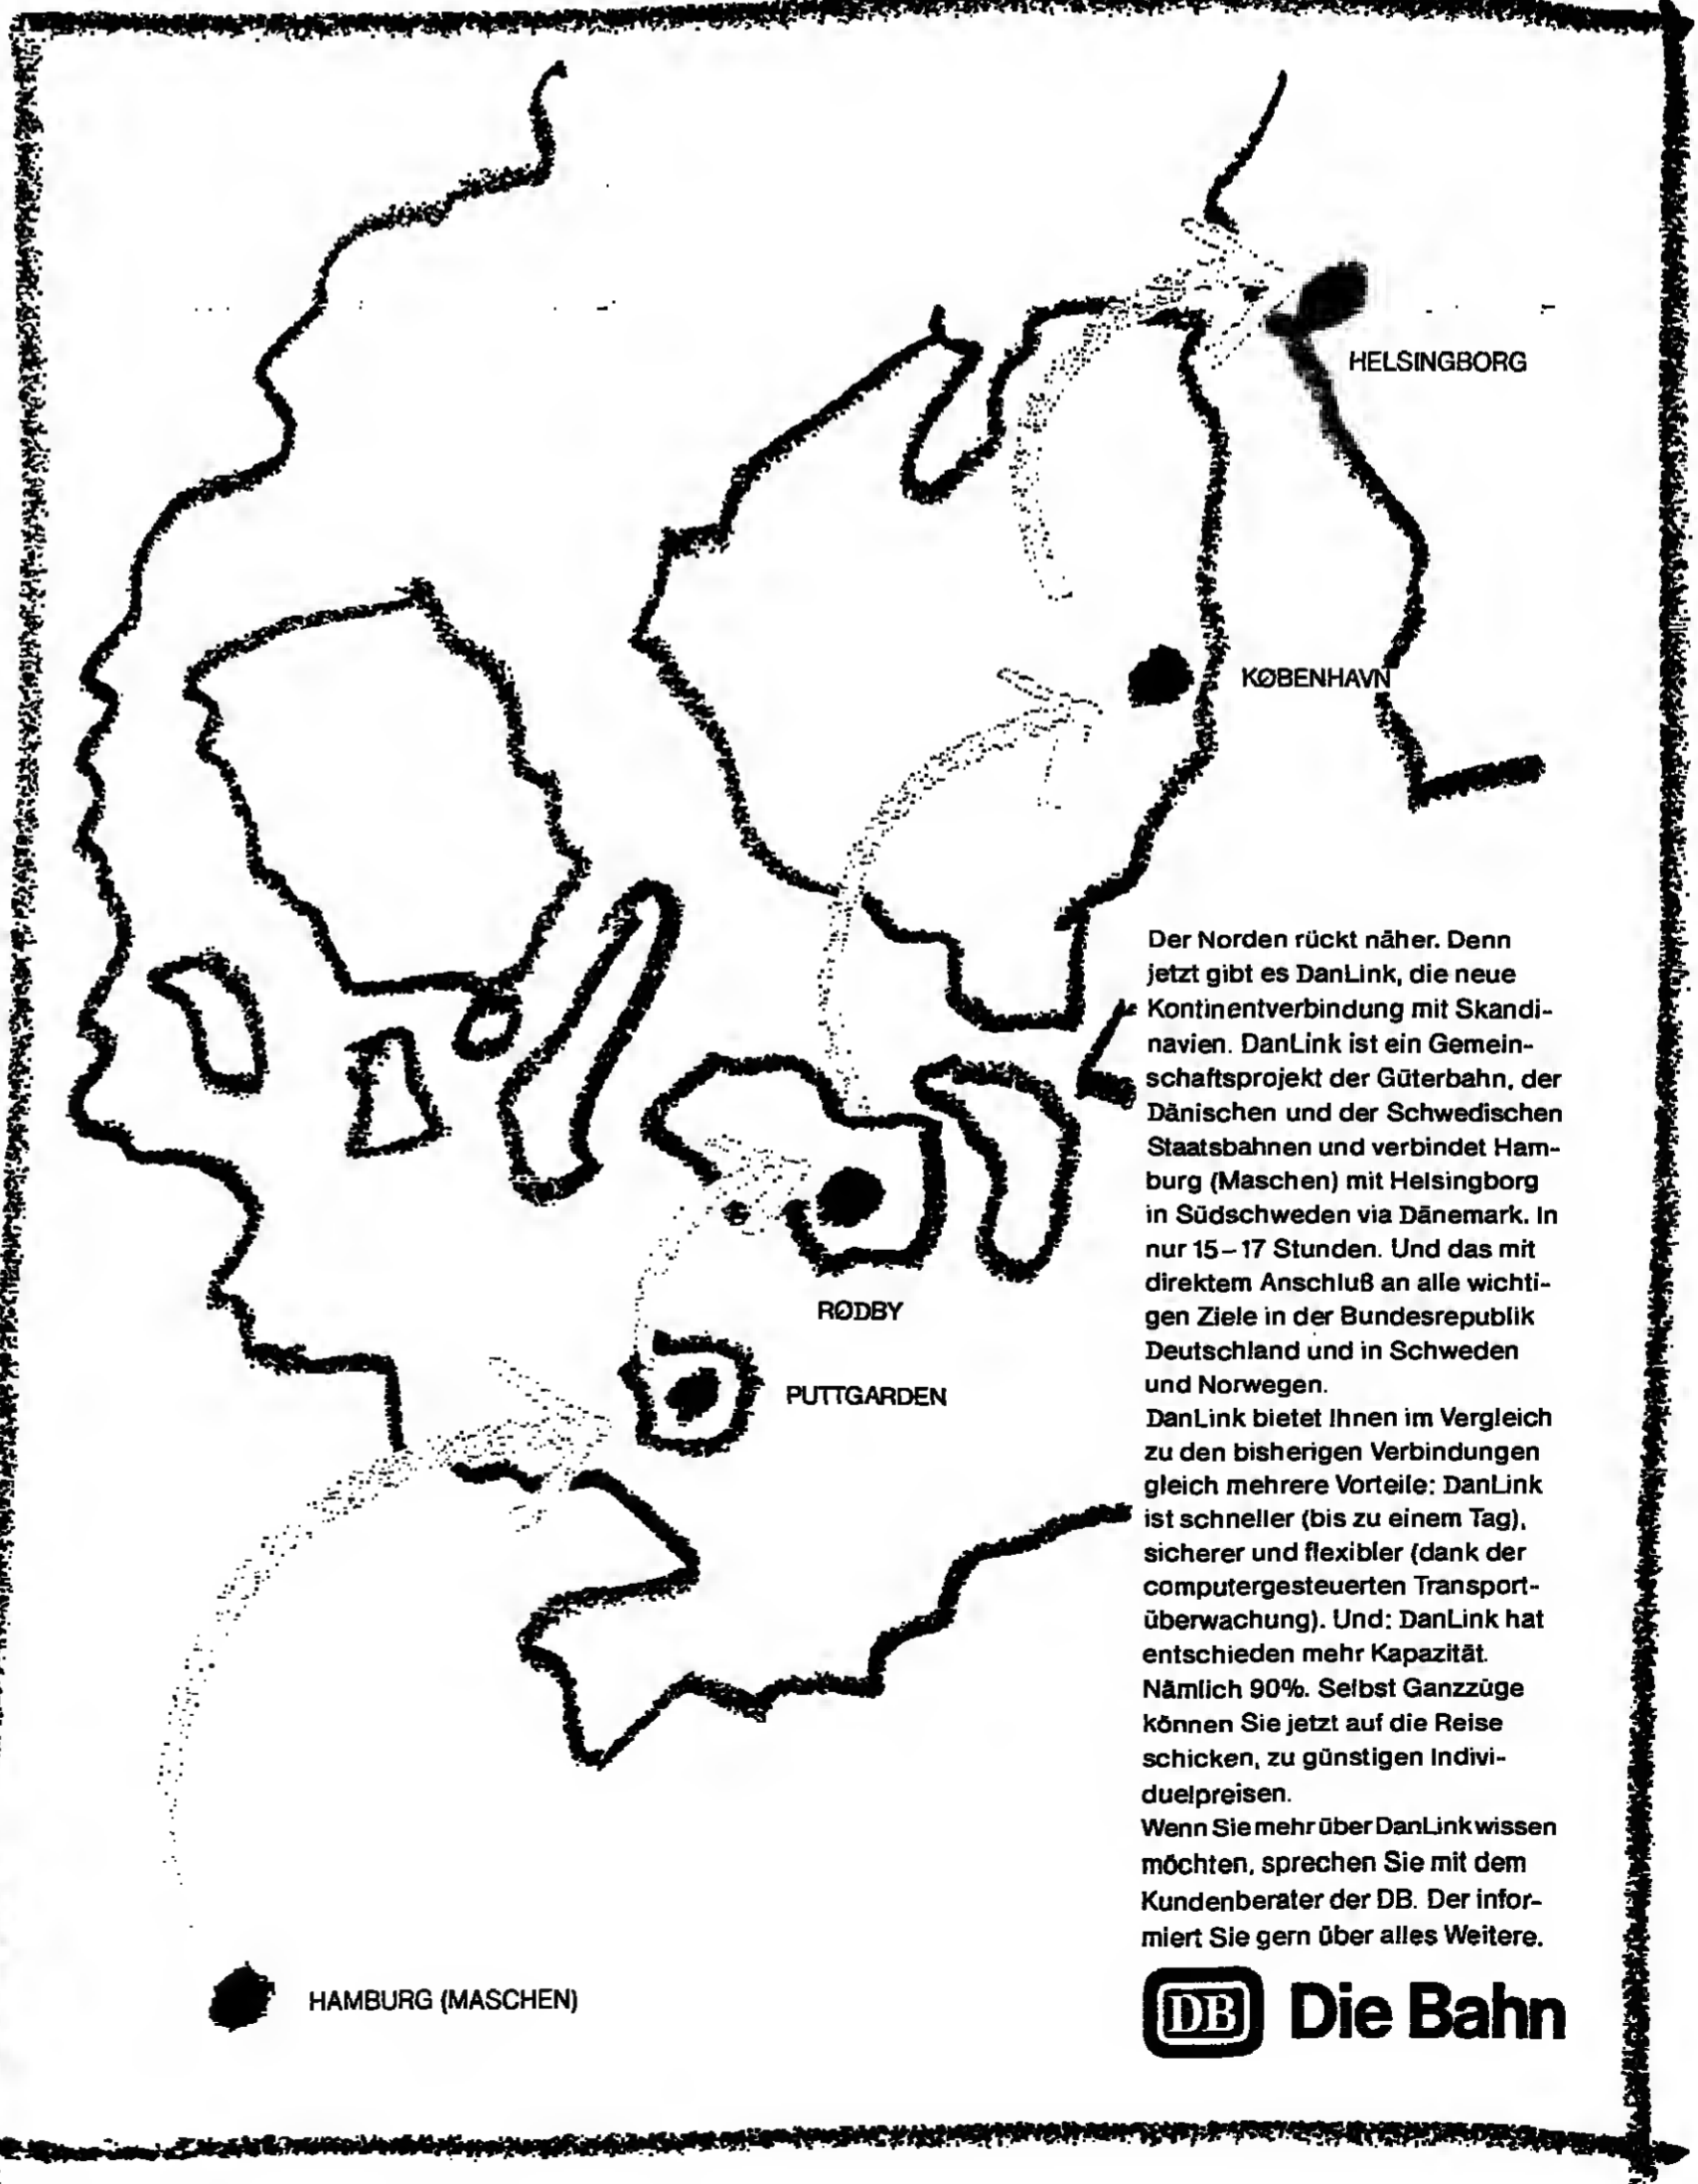 HELSINGBORG
KØBENHAVN
Der Norden rückt näher. Denn
jetzt gibt es DanLink, die neue
Kontinentverbindung mit Skandi-
navien. DanLink ist ein Gemein-
schaftsprojekt der Güterbahn, der
Dänischen und der Schwedischen
Staatsbahnen und verbindet Ham-
burg (Maschen) mit Helsingborg
in Südschweden via Dänemark. In
nur 15–17 Stunden. Und das mit
direktem Anschluß an alle wichti-
gen Ziele in der Bundesrepublik
Deutschland und in Schweden
und Norwegen.
DanLink bietet Ihnen im Vergleich
zu den bisherigen Verbindungen
gleich mehrere Vorteile: DanLink
ist schneller (bis zu einem Tag),
sicherer und flexibler (dank der
computergesteuerten Transport-
überwachung). Und: DanLink hat
entschieden mehr Kapazität.
Nämlich 90%. Selbst Ganzzüge
können Sie jetzt auf die Reise
schicken, zu günstigen Indivi-
duelpreisen.
Wenn Sie mehr über DanLink wissen
möchten, sprechen Sie mit dem
Kundenberater der DB. Der infor-
miert Sie gern über alles Weitere.
RØDBY
PUTTGARDEN
HAMBURG (MASCHEN)
DB Die Bahn